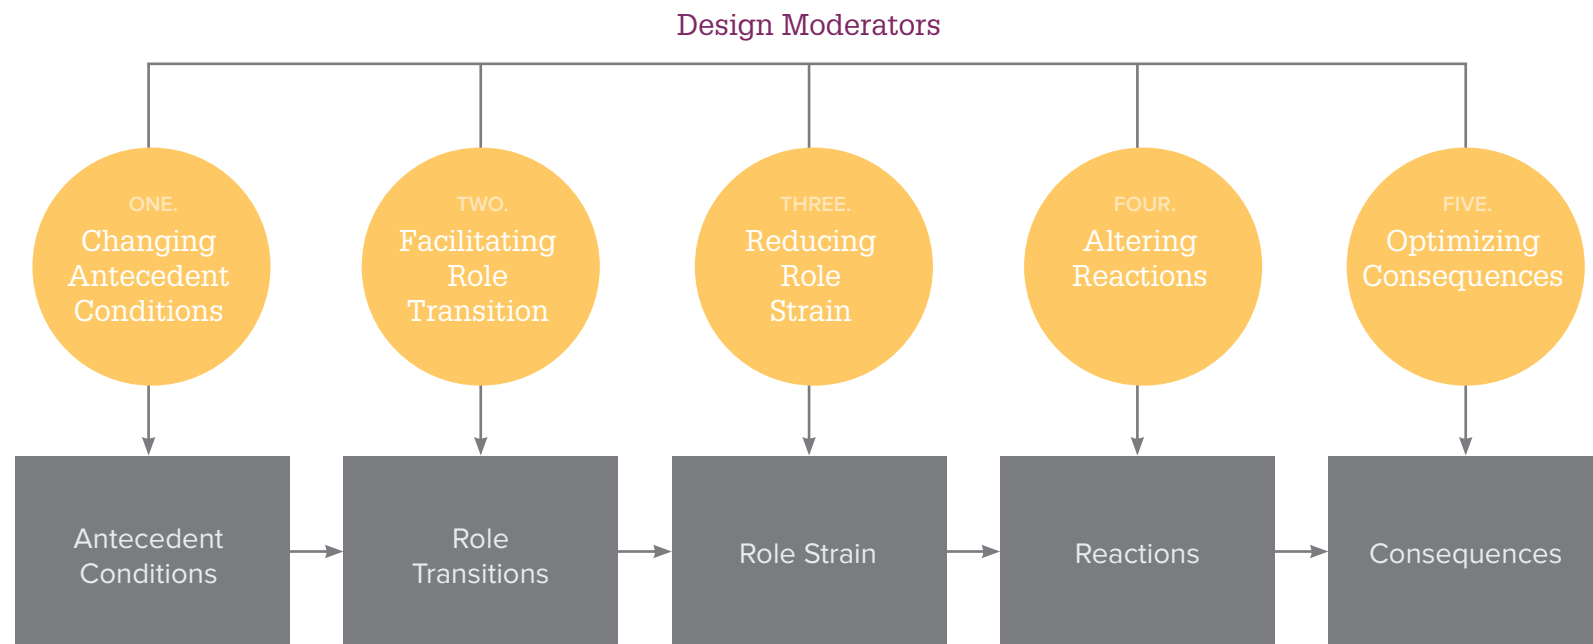 Design Moderators
ONE.
Changing
Antecedent
Conditions
TWO.
Facilitating
Role
Transition
THREE.
Reducing
Role
Strain
FOUR.
Altering
Reactions
FIVE.
Optimizing
Consequences
Antecedent
Conditions
Role
Transitions
Role Strain
Reactions
Consequences